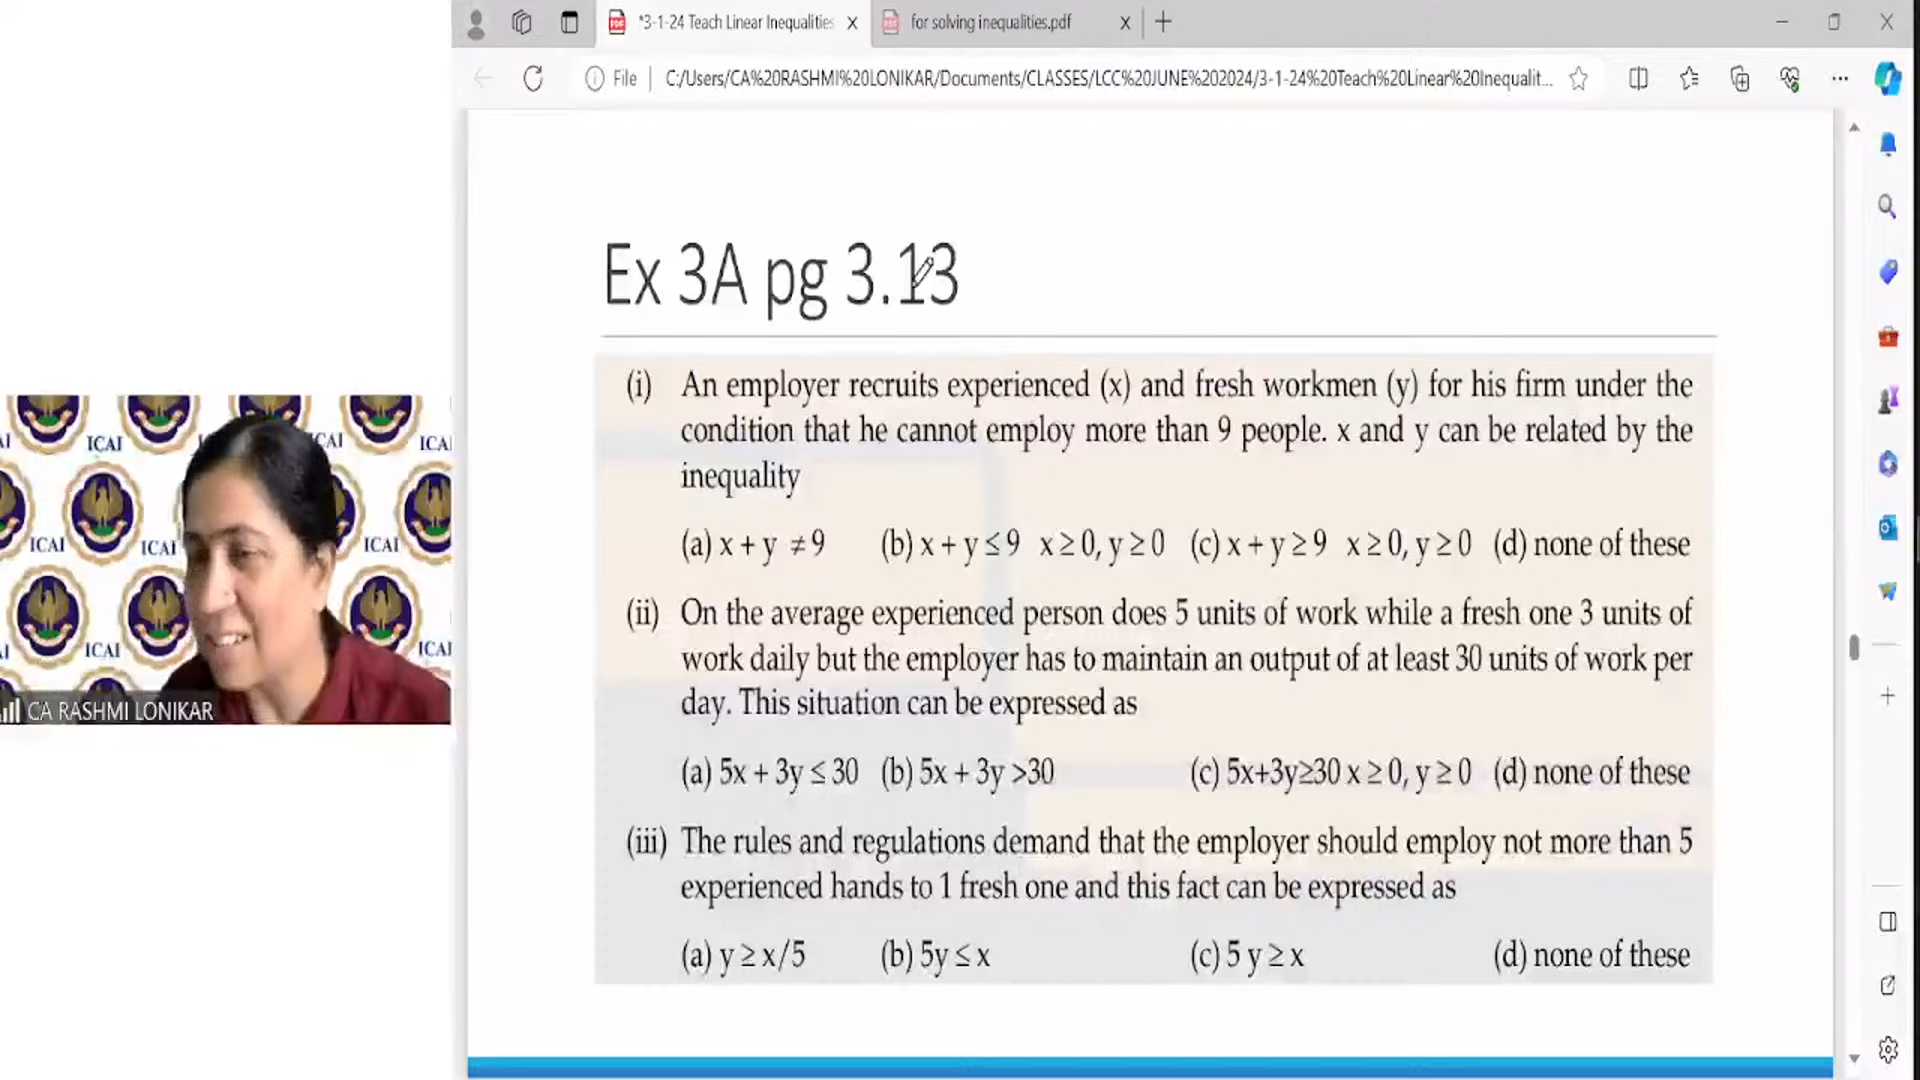 *3-1-24 Teach Linear Inequalities
for solving inequalities.pdf
File
C:/Users/CA%20RASHMI%20LONIKAR/Documents/CLASSES/LCC%20JUNE%202024/3-1-24%20Teach%20Linear%20Inequalit...
Ex 3A pg 3.13
(i) An employer recruits experienced (x) and fresh workmen (y) for his firm under the
condition that he cannot employ more than 9 people. x and y can be related by the
inequality
(a) x + y ≠ 9 (b) x + y ≤ 9 x ≥ 0, y ≥ 0 (c) x + y ≥ 9 x ≥ 0, y ≥ 0 (d) none of these
(ii) On the average experienced person does 5 units of work while a fresh one 3 units of
work daily but the employer has to maintain an output of at least 30 units of work per
day. This situation can be expressed as
(a) 5x + 3y ≤ 30 (b) 5x + 3y >30 (c) 5x+3y≥30 x ≥ 0, y ≥ 0 (d) none of these
(iii) The rules and regulations demand that the employer should employ not more than 5
experienced hands to 1 fresh one and this fact can be expressed as
(a) y ≥ x/5 (b) 5y ≤ x (c) 5 y ≥ x (d) none of these
ICAI
ICAI
ICAI
ICAI
ICAI
ICAI
ICAI
CA RASHMI LONIKAR